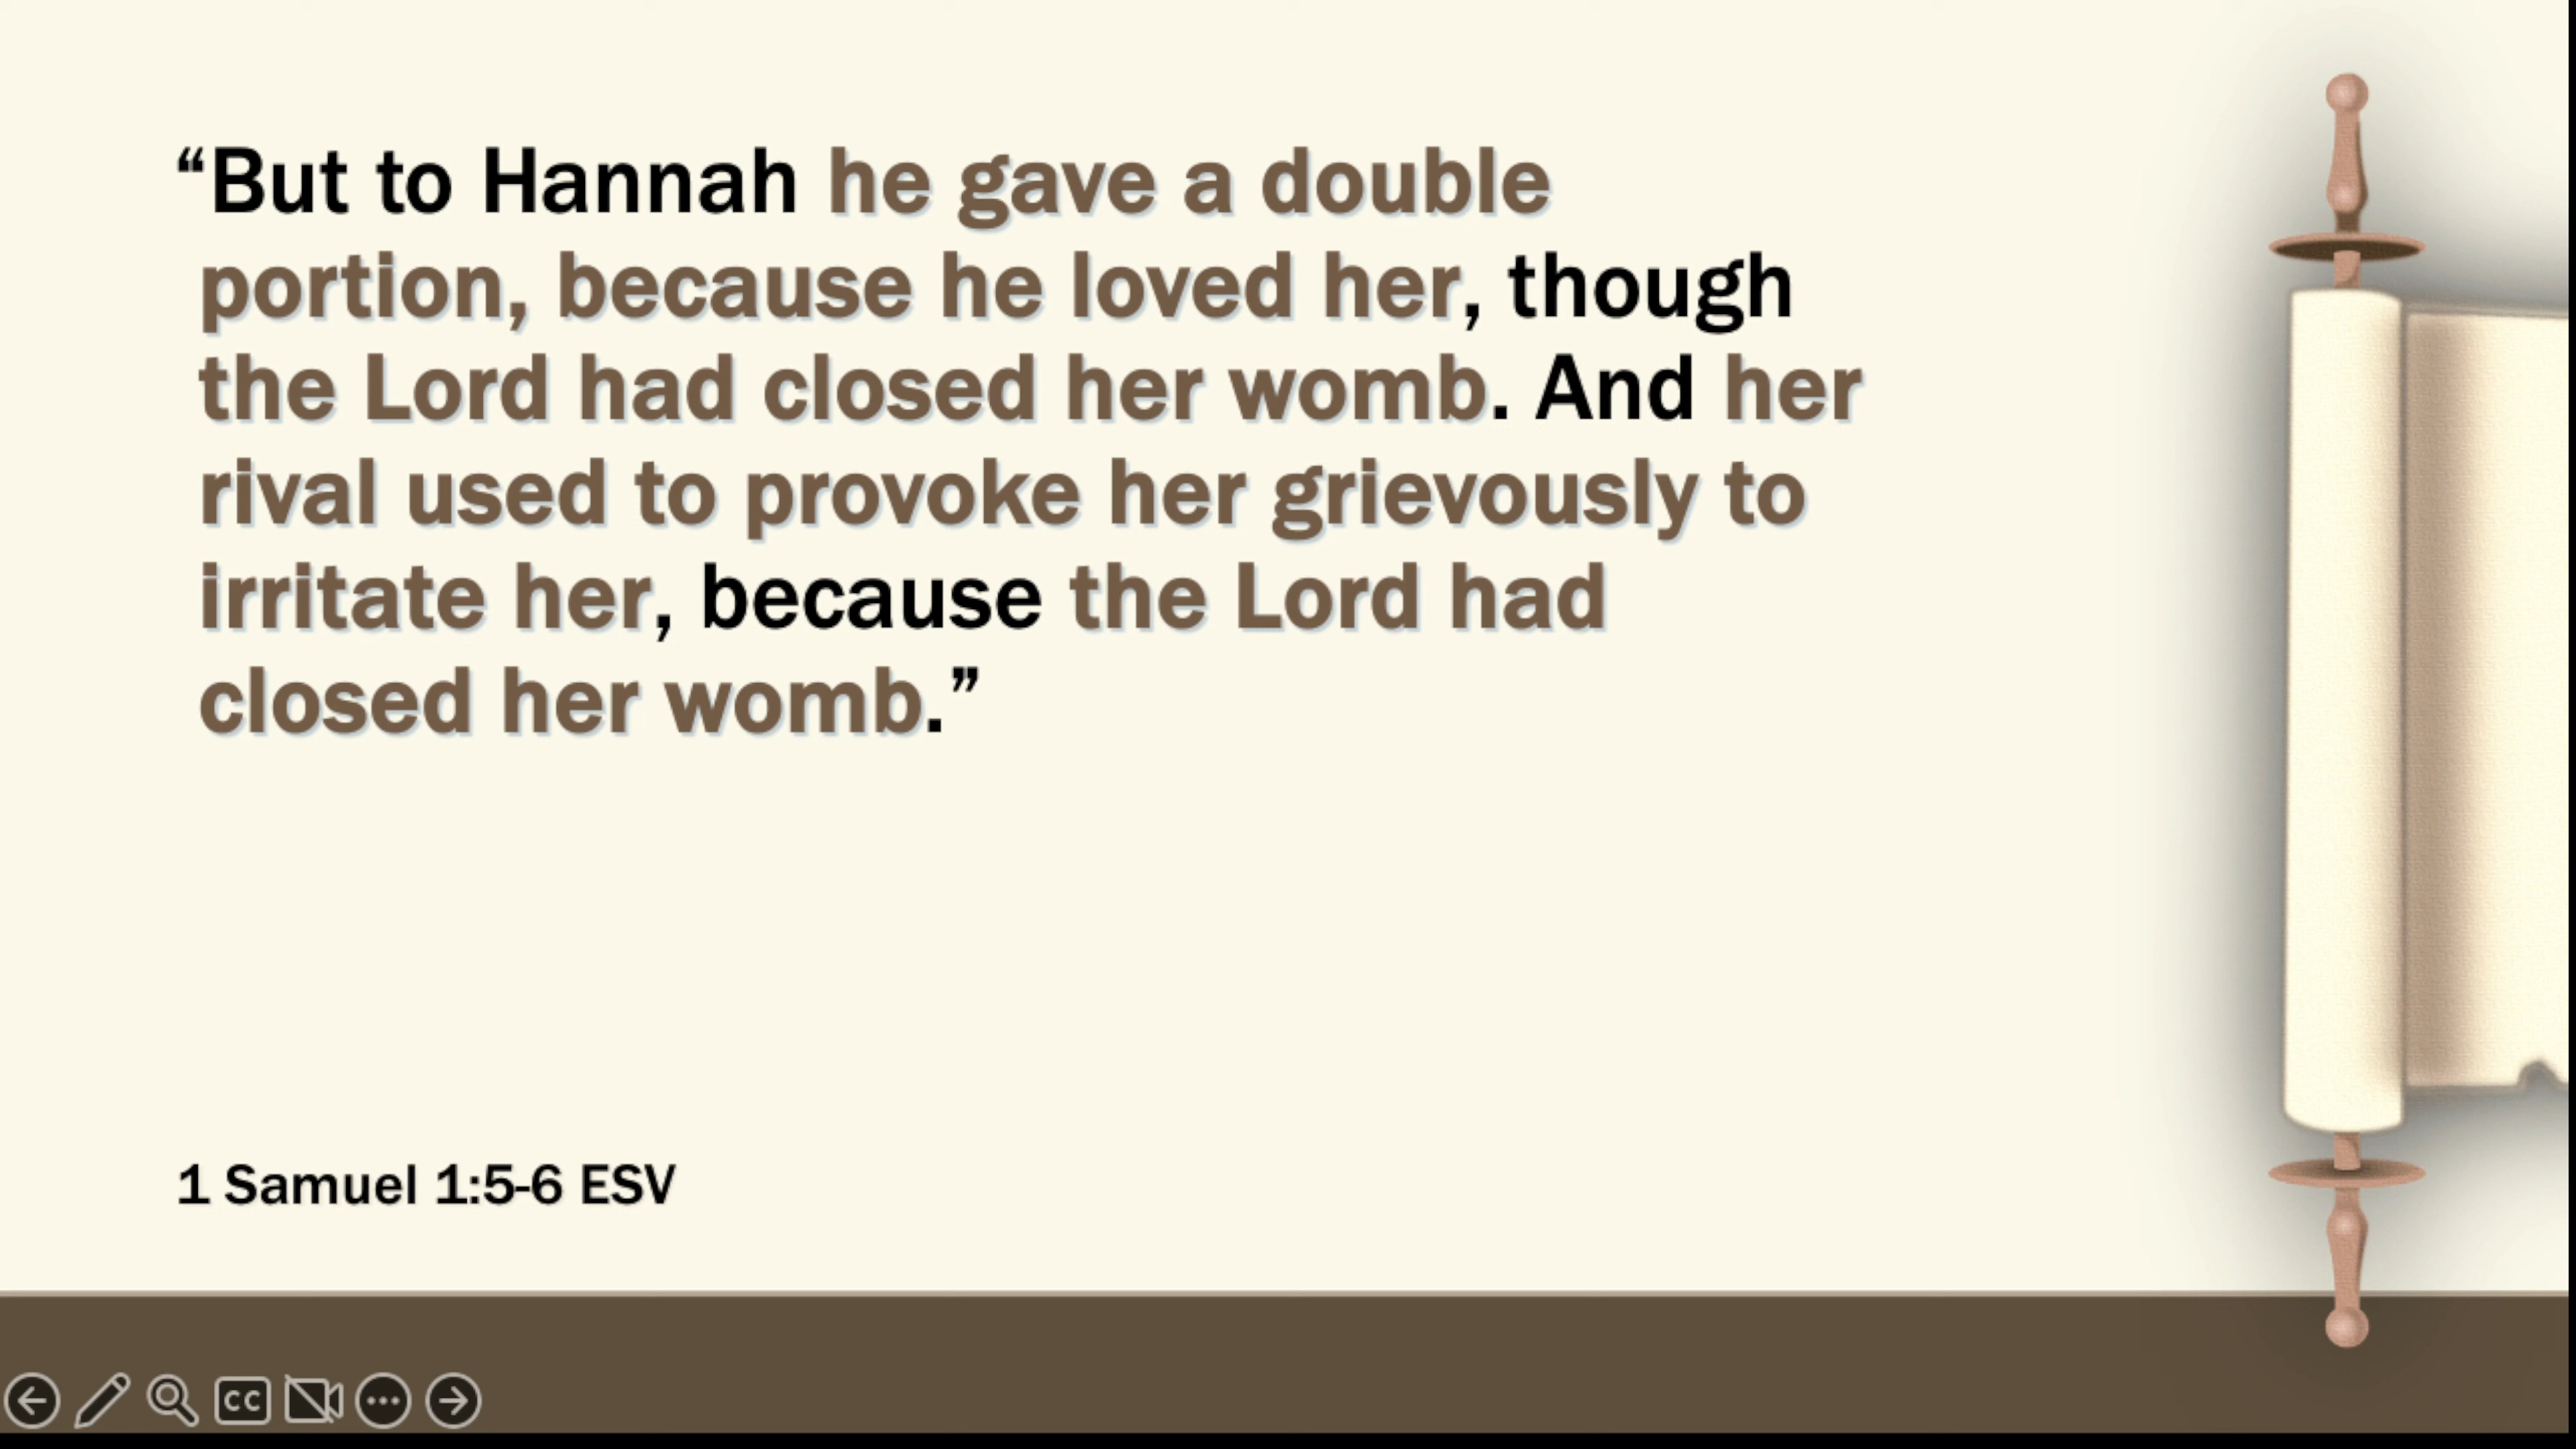 “But to Hannah he gave a double
portion, because he loved her, though
the Lord had closed her womb. And her
rival used to provoke her grievously to
irritate her, because the Lord had
closed her womb.”
1 Samuel 1:5-6 ESV
CC